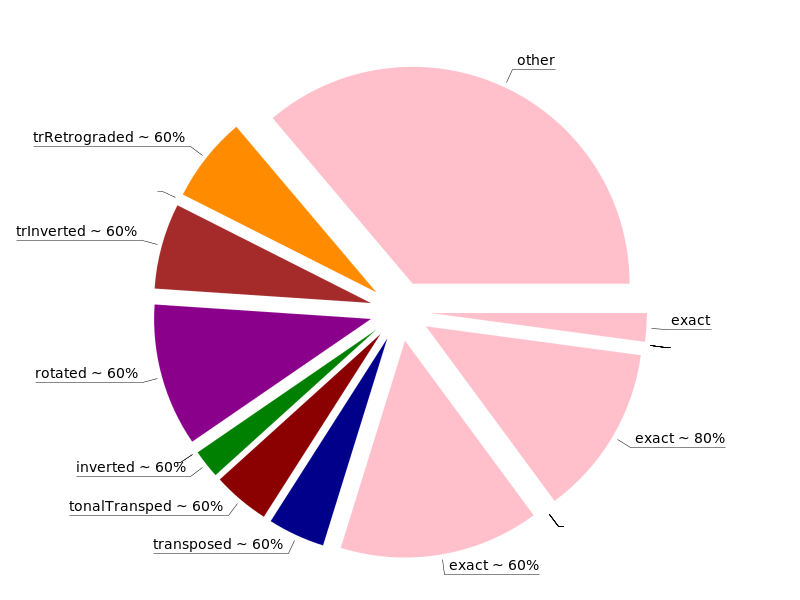 other
trRetrograded ~ 60%
trInverted ~ 60%
exact
rotated ~ 60%
exact ~ 80%
inverted ~ 60%
tonalTransped ~ 60%
transposed ~ 60%
exact ~ 60%